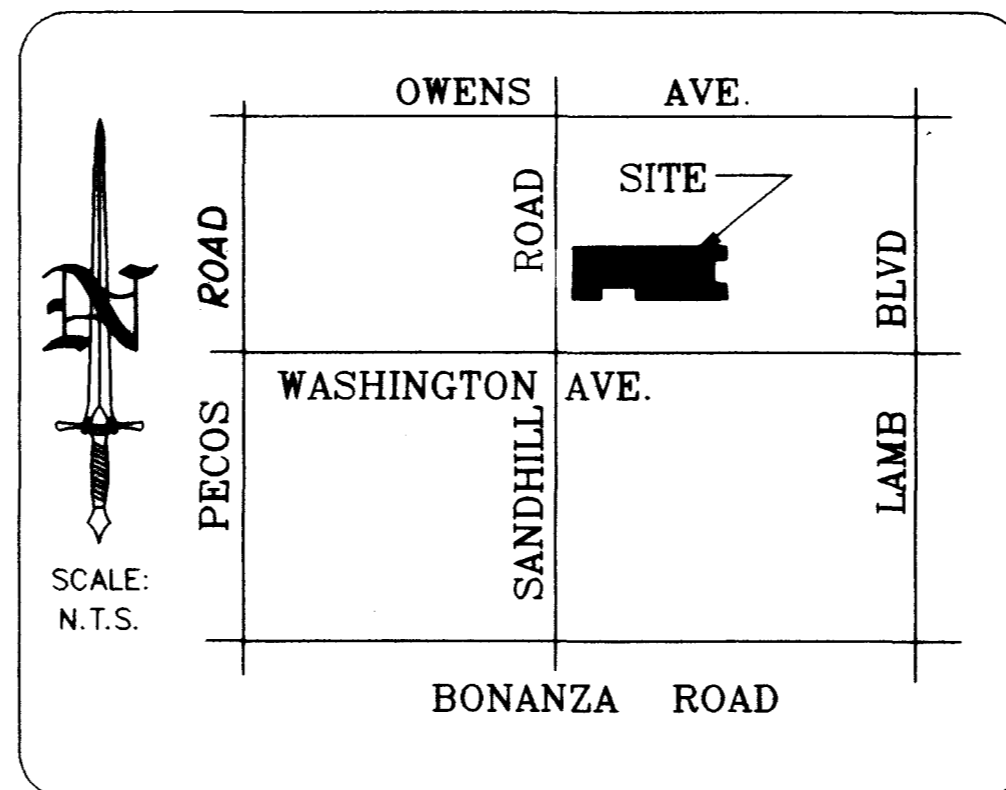 OWENS AVE.
SITE
ROAD
ROAD
BLVD
N
WASHINGTON AVE.
PECOS
SANDHILL
LAMB
SCALE:
N.T.S.
BONANZA ROAD